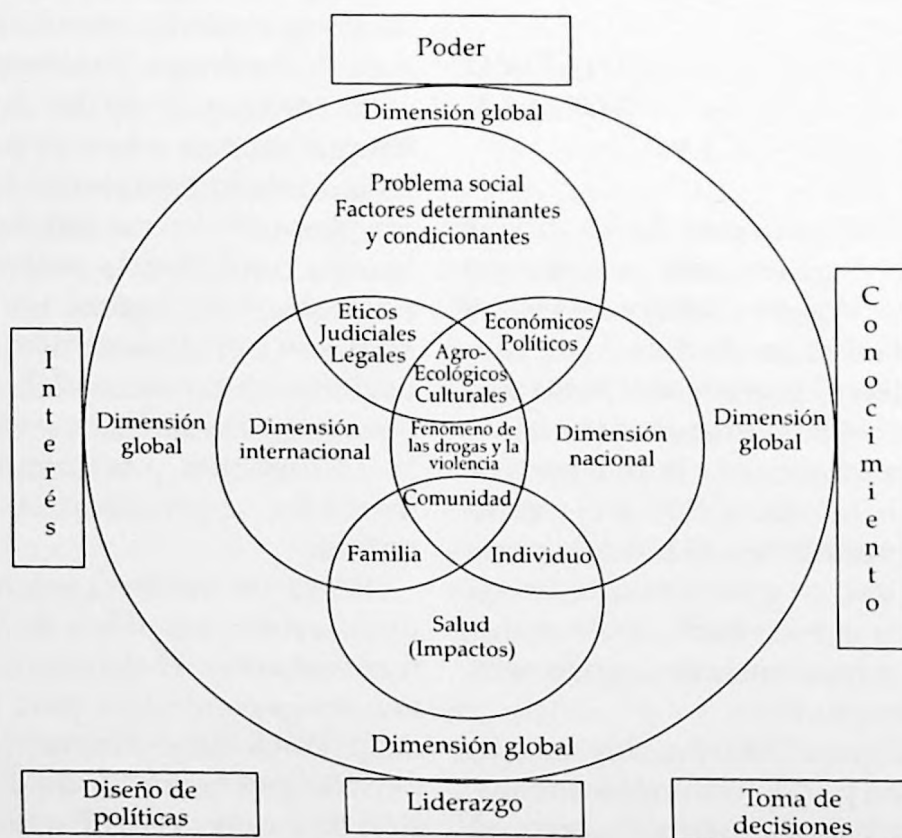 Poder
Dimensión global
Problema social
Factores determinantes
y condicionantes
Eticos
Judiciales
Legales
Económicos
Políticos
Agro-
Ecológicos
Culturales
Interés
Conocimiento
Dimensión
global
Dimensión
internacional
Fenómeno de
las drogas y la
violencia
Dimensión
nacional
Dimensión
global
Comunidad
Familia
Individuo
Salud
(Impactos)
Dimensión global
Diseño de
políticas
Liderazgo
Toma de
decisiones